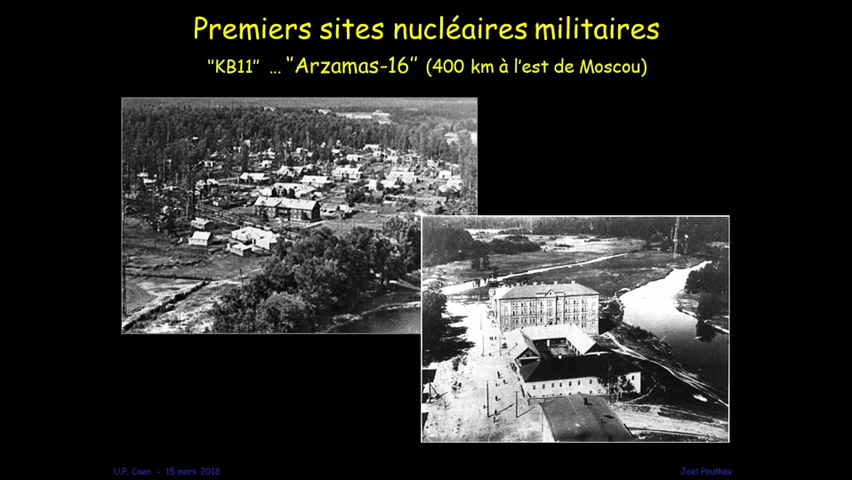 Premiers sites nucléaires militaires
“KB11” ... “Arzamas-16” (400 km à l’est de Moscou)
U.P. Caen - 15 mars 2018
Joël Pouthas